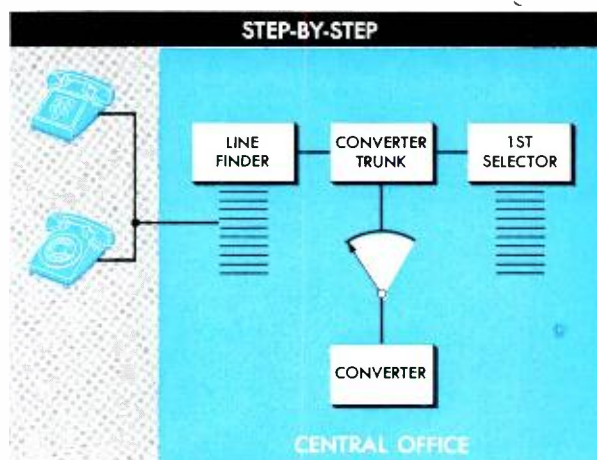 STEP-BY-STEP
LINE
FINDER
CONVERTER
TRUNK
1ST
SELECTOR
CONVERTER
CENTRAL OFFICE